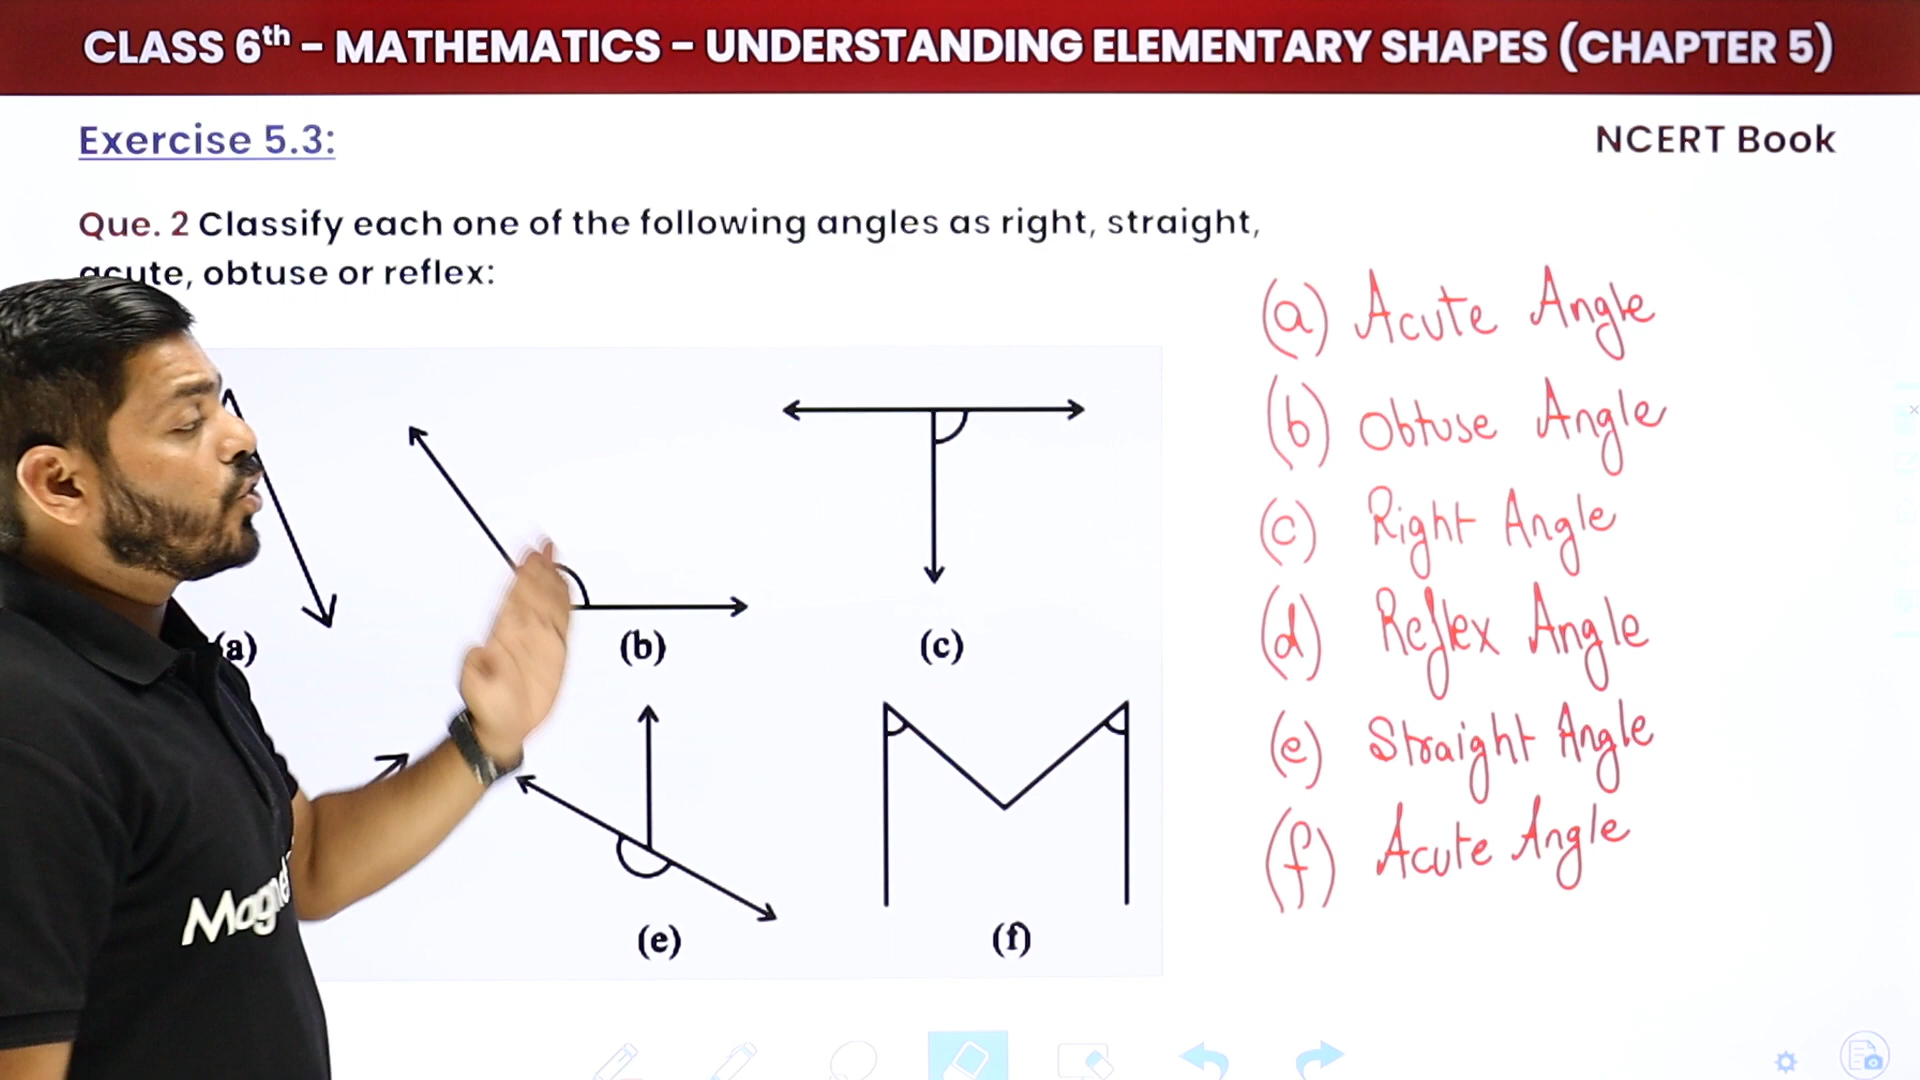 CLASS 6th – MATHEMATICS – UNDERSTANDING ELEMENTARY SHAPES (CHAPTER 5)
Exercise 5.3:
NCERT Book
Que. 2 Classify each one of the following angles as right, straight,
acute, obtuse or reflex:
(a) Acute Angle
(b) Obtuse Angle
(c) Right Angle
(d) Reflex Angle
(e) Straight Angle
(f) Acute Angle
(a)
(b)
(c)
(e)
(f)
Magnet